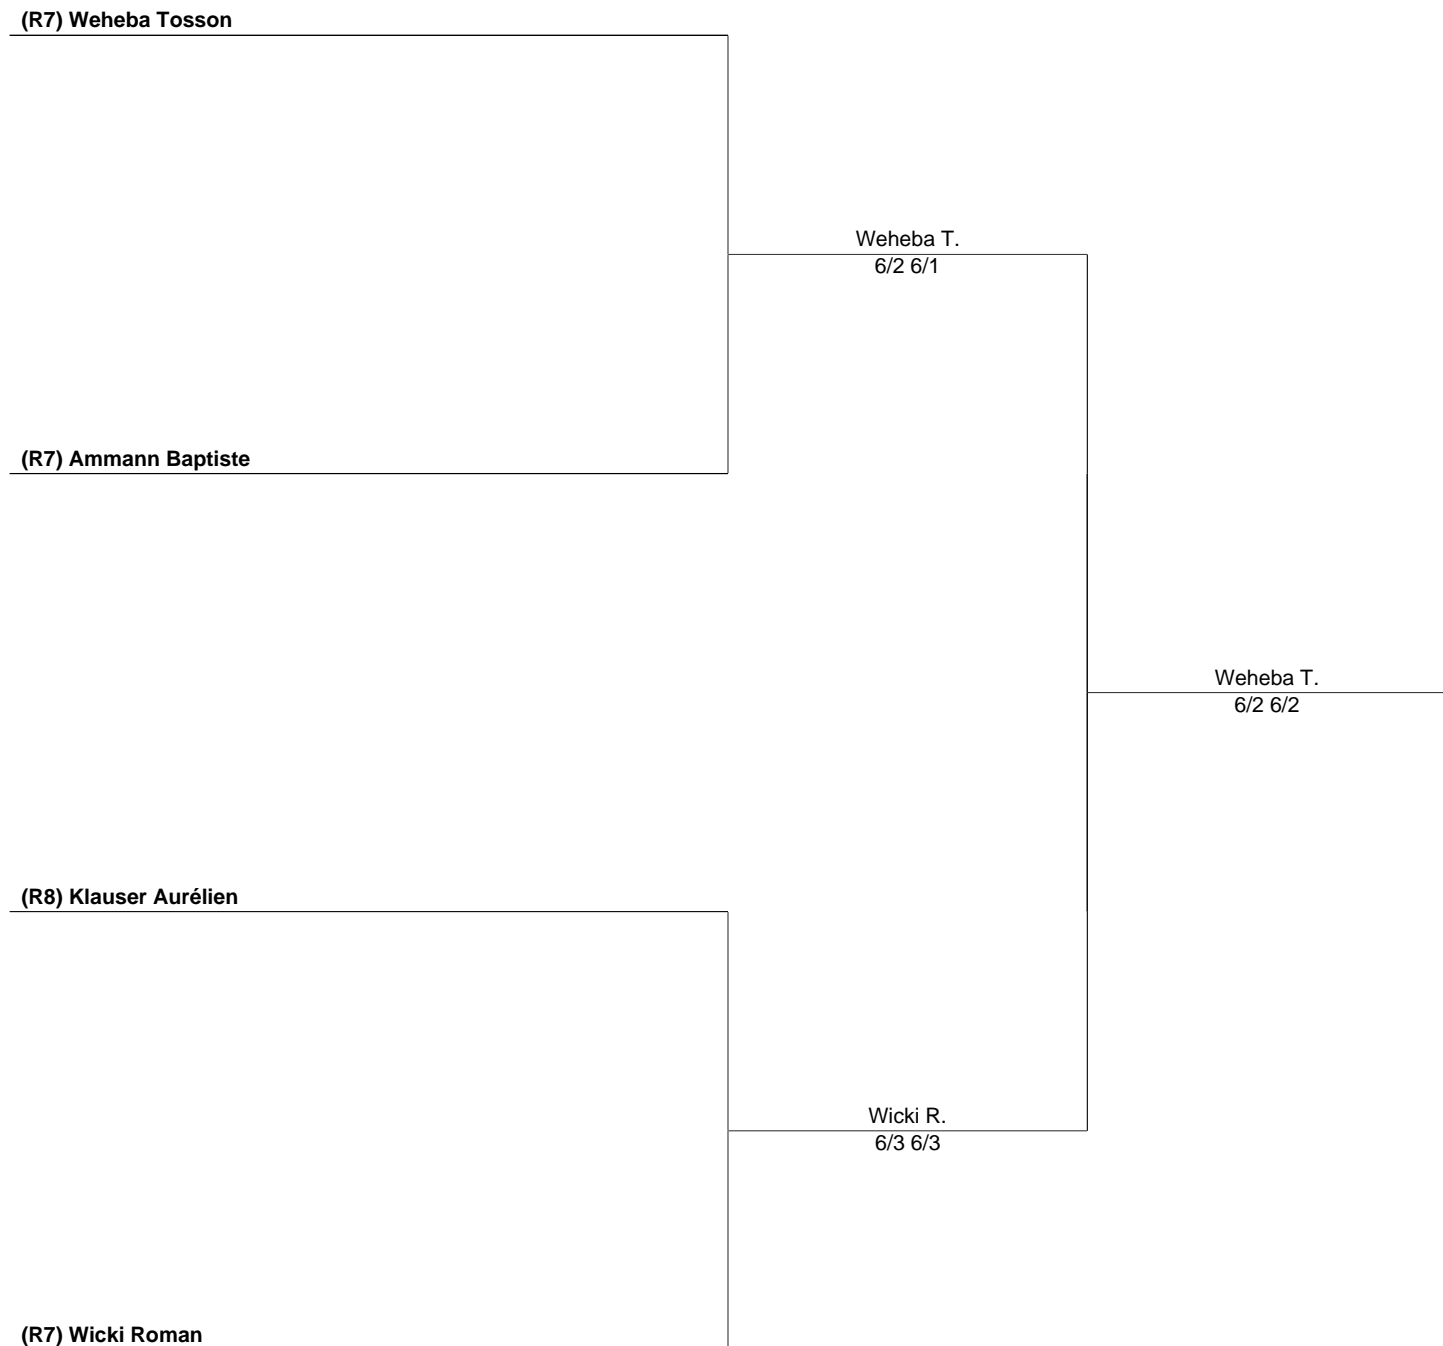 (R7) Weheba Tosson
Weheba T.
6/2 6/1
(R7) Ammann Baptiste
Weheba T.
6/2 6/2
(R8) Klauser Aurélien
Wicki R.
6/3 6/3
(R7) Wicki Roman